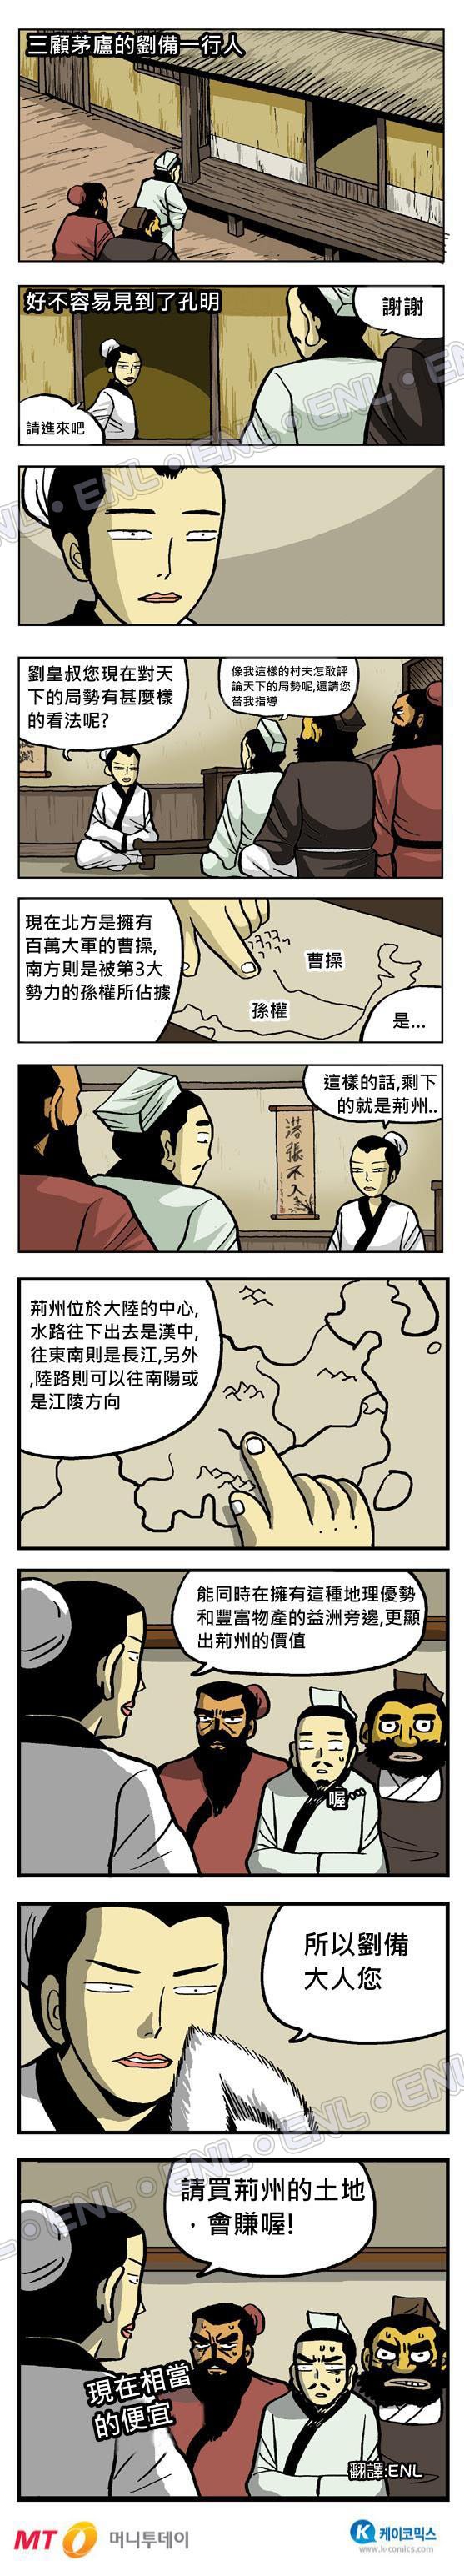 三顧茅廬的劉備一行人
好不容易見到了孔明
謝謝
請進來吧
劉皇叔您現在對天
下的局勢有甚麼樣
的看法呢?
像我這樣的村夫怎敢評
論天下的局勢呢,還請您
替我指導
現在北方是擁有
百萬大軍的曹操,
南方則是被第3大
勢力的孫權所佔據
曹操
孫權
是...
這樣的話,剩下
的就是荊州..
落張不入
荊州位於大陸的中心,
水路往下出去是漢中,
往東南則是長江,另外
,陸路則可以往南陽或
是江陵方向
能同時在擁有這種地理優勢
和豐富物產的益洲旁邊,更顯
出荊州的價值
喔…
所以劉備
大人您
請買荊州的土地
，會賺喔!
現在相當
的便宜
翻譯:ENL
MT 머니투데이
K 케이코믹스
www.k-comics.com
ENL